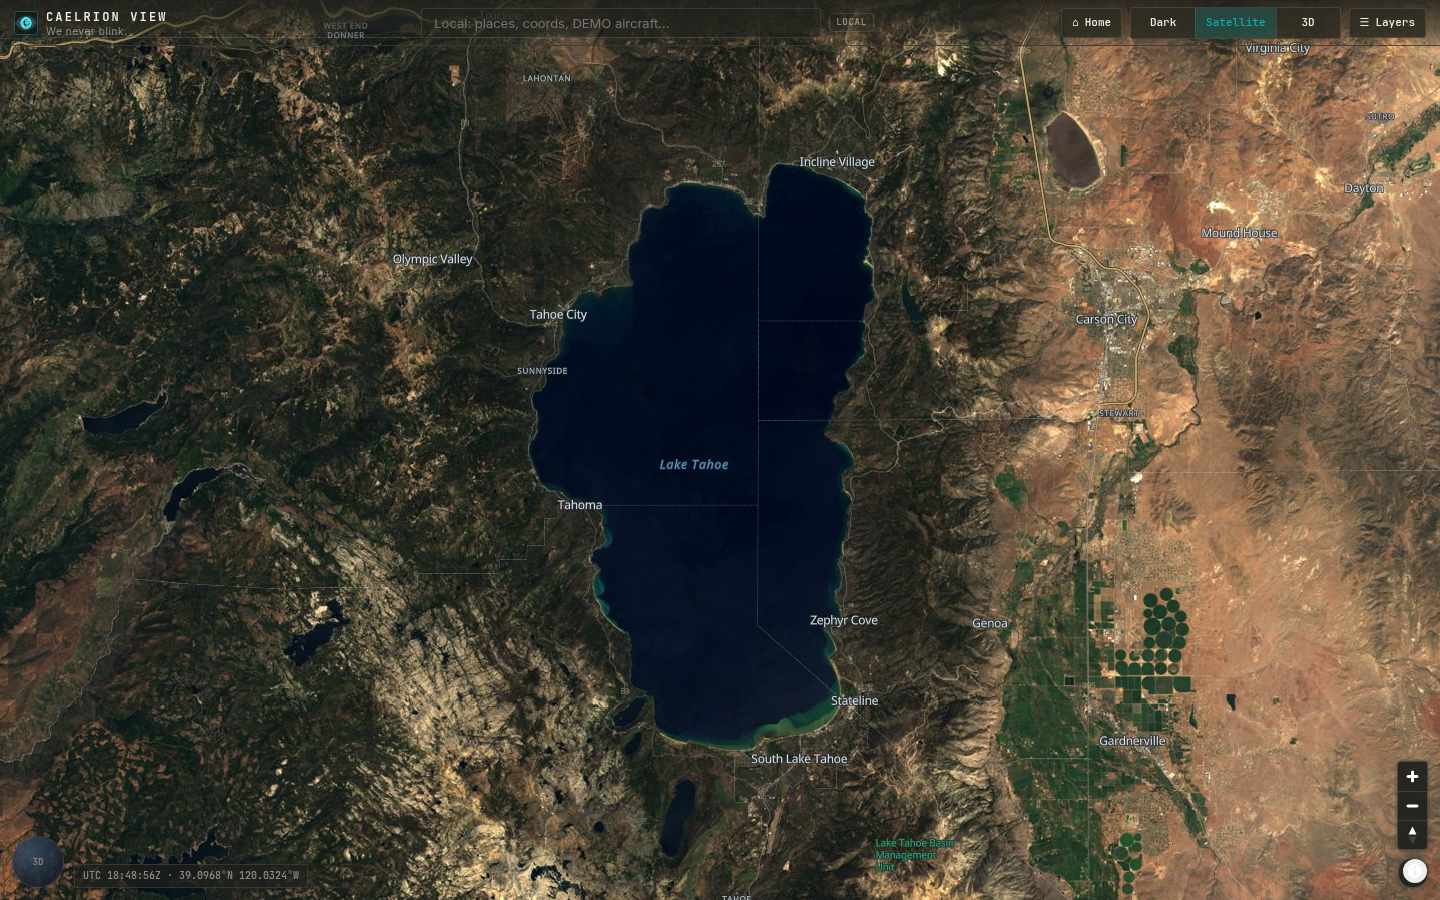 CAELRION VIEW
We never blink.
Local: places, coords, DEMO aircraft...
LOCAL
⌂ Home
Dark
Satellite
3D
☰ Layers
WEST END
DONNER
Virginia City
LAHONTAN
SUTRO
89
267
Incline Village
Dayton
Mound House
Olympic Valley
Tahoe City
Carson City
SUNNYSIDE
STEWART
Lake Tahoe
Tahoma
Zephyr Cove
Genoa
89
Stateline
Gardnerville
South Lake Tahoe
Lake Tahoe Basin
Management
Unit
3D
UTC 18:48:56Z · 39.0968°N 120.0324°W
TAHOE